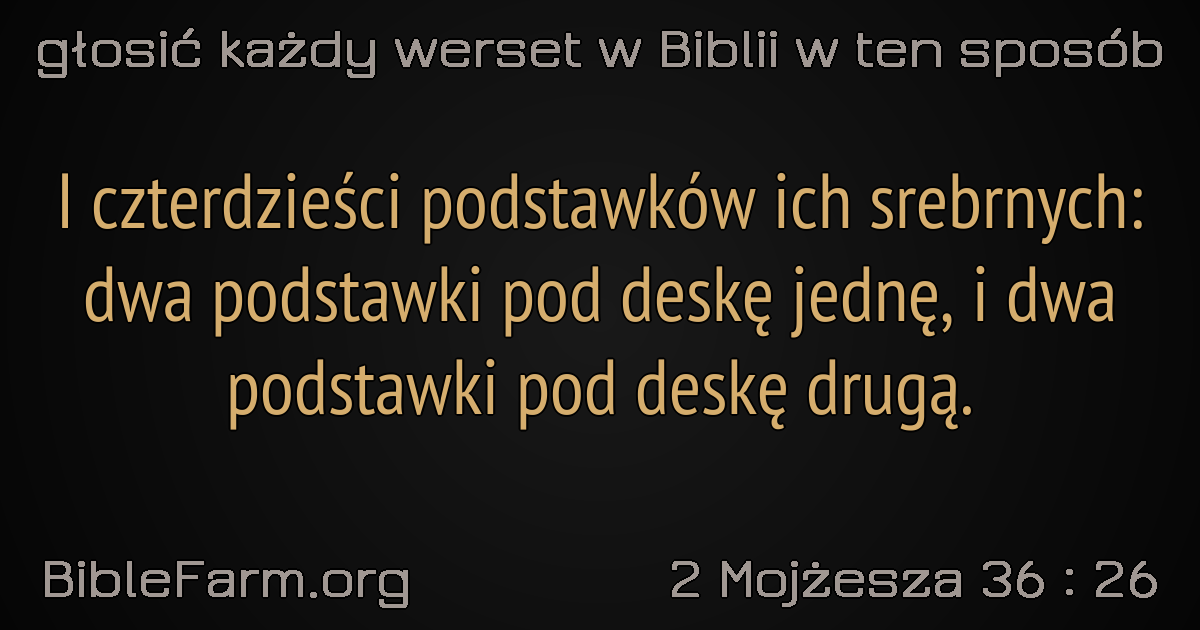 głosić każdy werset w Biblii w ten sposób
I czterdzieści podstawków ich srebrnych:
dwa podstawki pod deskę jednę, i dwa
podstawki pod deskę drugą.
BibleFarm.org
2 Mojżesza 36 : 26